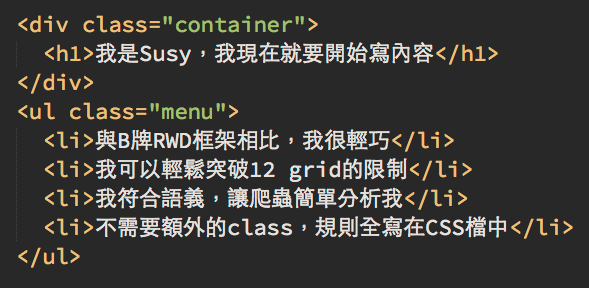 <div class="container">
<h1>我是Susy，我現在就要開始寫內容</h1>
</div>
<ul class="menu">
<li>與B牌RWD框架相比，我很輕巧</li>
<li>我可以輕鬆突破12 grid的限制</li>
<li>我符合語義，讓爬蟲簡單分析我</li>
<li>不需要額外的class，規則全寫在CSS檔中</li>
</ul>